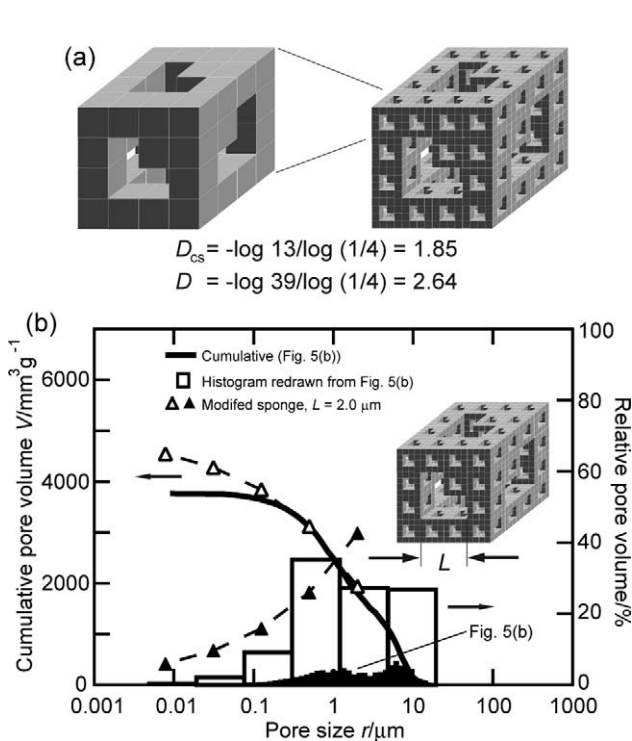 (a)
D_cs = -log 13/log (1/4) = 1.85
D = -log 39/log (1/4) = 2.64
(b)
Cumulative (Fig. 5(b))
Histogram redrawn from Fig. 5(b)
Modifed sponge, L = 2.0 μm
Cumulative pore volume V/mm³g⁻¹
6000
4000
2000
0
Relative pore volume/%
100
80
60
40
20
0
L
Fig. 5(b)
0.001 0.01 0.1 1 10 100 1000
Pore size r/μm